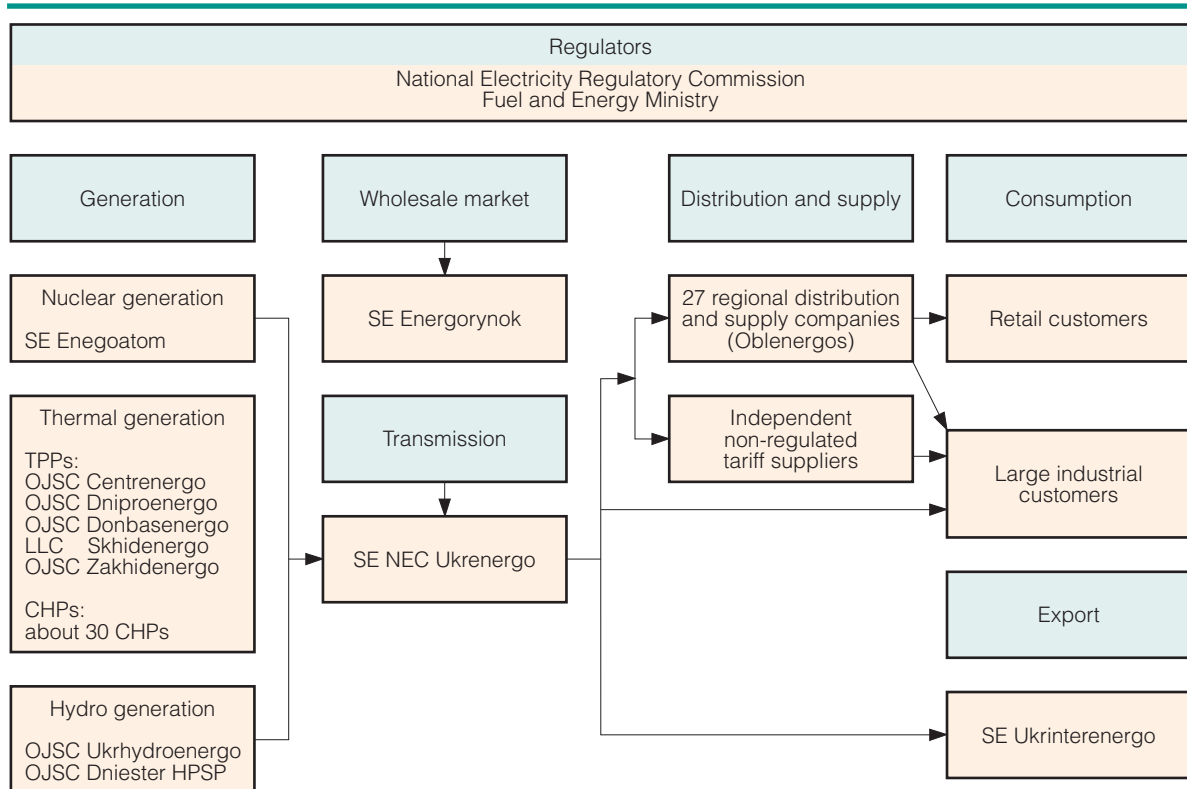 Regulators
National Electricity Regulatory Commission
Fuel and Energy Ministry
Generation
Wholesale market
Distribution and supply
Consumption
Nuclear generation
SE Enegoatom
SE Energorynok
27 regional distribution
and supply companies
(Oblenergos)
Retail customers
Thermal generation
TPPs:
OJSC Centrenergo
OJSC Dniproenergo
OJSC Donbasenergo
LLC Skhidenergo
OJSC Zakhidenergo
CHPs:
about 30 CHPs
Transmission
Independent
non-regulated
tariff suppliers
Large industrial
customers
SE NEC Ukrenergo
Export
Hydro generation
OJSC Ukrhydroenergo
OJSC Dniester HPSP
SE Ukrinterenergo